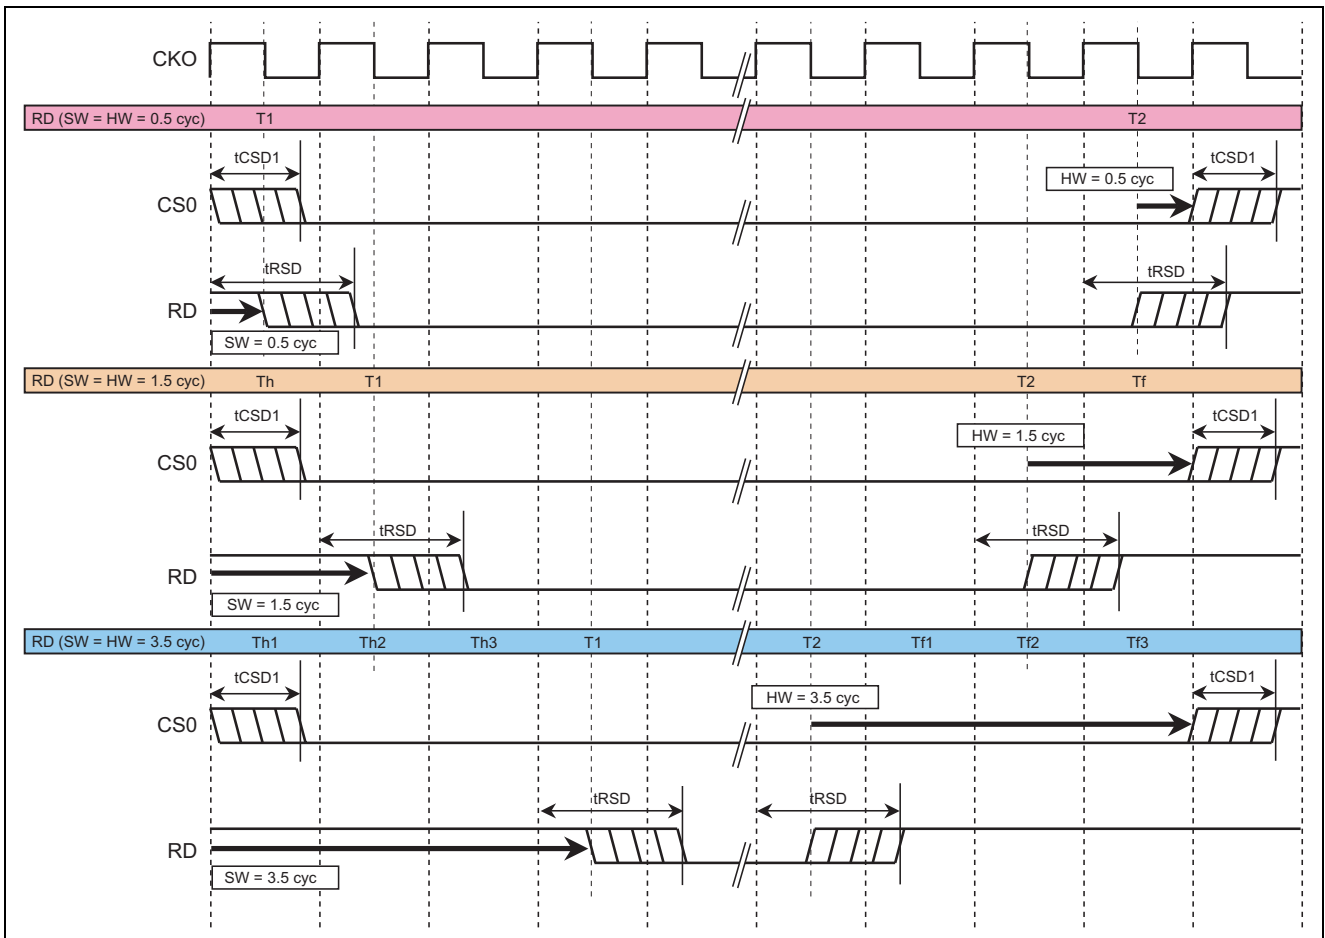 CKO
RD (SW = HW = 0.5 cyc) T1 T2
tCSD1 tCSD1
HW = 0.5 cyc
CS0
tRSD tRSD
RD
SW = 0.5 cyc
RD (SW = HW = 1.5 cyc) Th T1 T2 Tf
tCSD1 tCSD1
HW = 1.5 cyc
CS0
tRSD tRSD
RD
SW = 1.5 cyc
RD (SW = HW = 3.5 cyc) Th1 Th2 Th3 T1 T2 Tf1 Tf2 Tf3
tCSD1 tCSD1
HW = 3.5 cyc
CS0
tRSD tRSD
RD
SW = 3.5 cyc